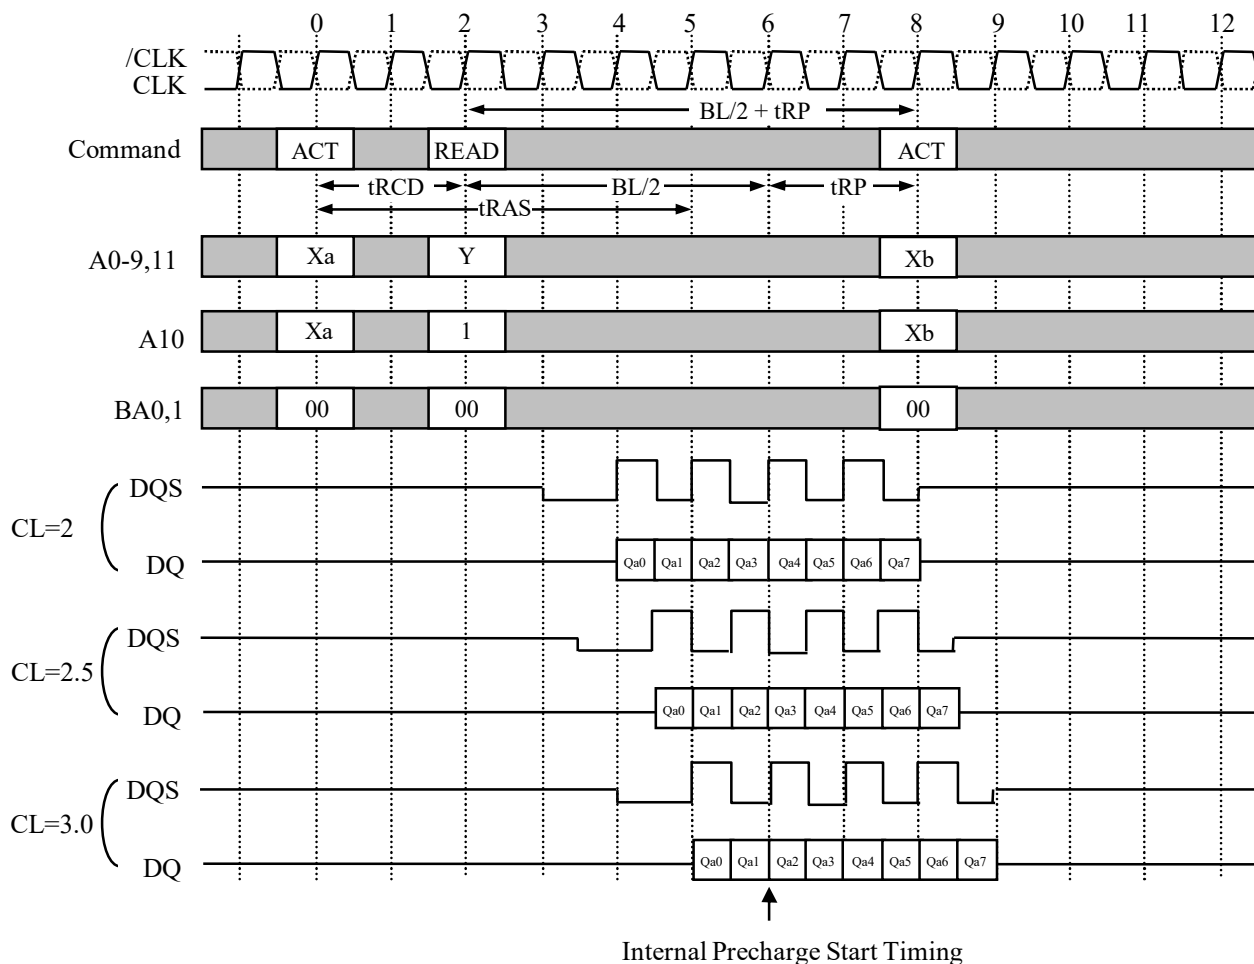 0 1 2 3 4 5 6 7 8 9 10 11 12
/CLK
CLK
BL/2 + tRP
Command ACT READ ACT
tRCD BL/2 tRP
tRAS
A0-9,11 Xa Y Xb
A10 Xa 1 Xb
BA0,1 00 00 00
DQS
CL=2
DQ Qa0 Qa1 Qa2 Qa3 Qa4 Qa5 Qa6 Qa7
DQS
CL=2.5
DQ Qa0 Qa1 Qa2 Qa3 Qa4 Qa5 Qa6 Qa7
DQS
CL=3.0
DQ Qa0 Qa1 Qa2 Qa3 Qa4 Qa5 Qa6 Qa7
Internal Precharge Start Timing